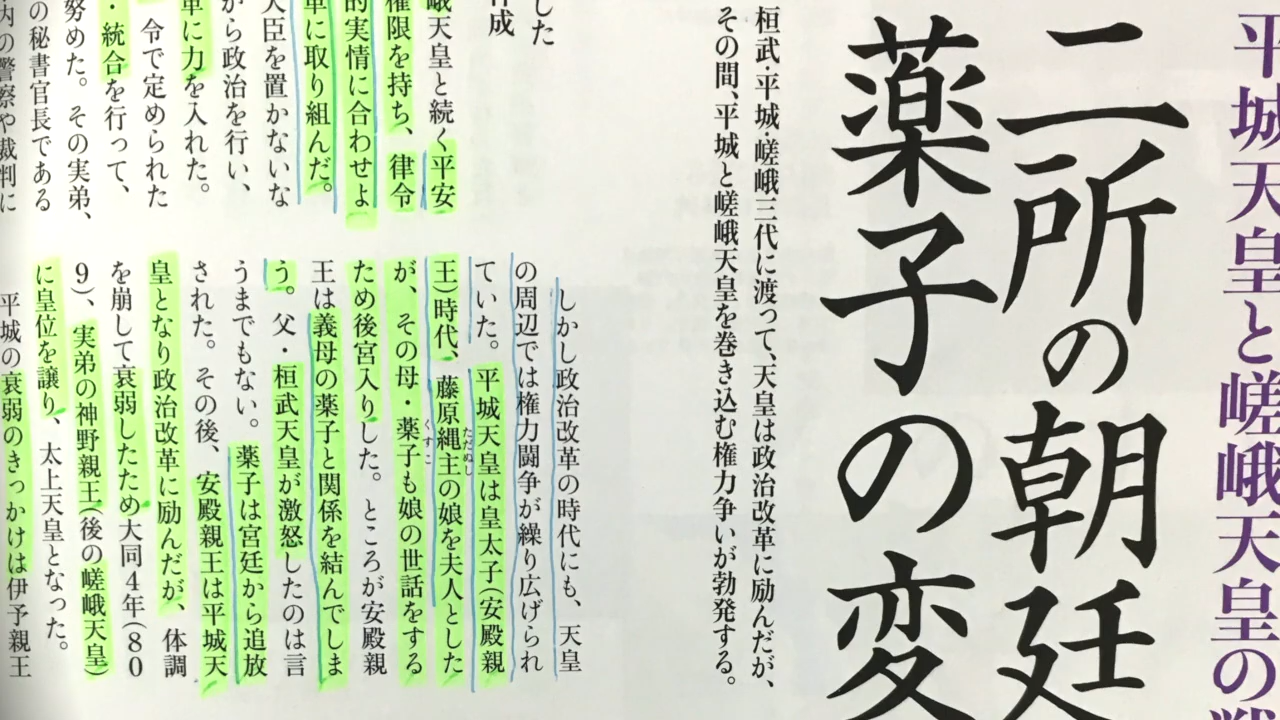 平城天皇と嵯峨天皇の
二所の朝廷
薬子の変
桓武・平城・嵯峨三代に渡って、天皇は政治改革に励んだが、
その間、平城と嵯峨天皇を巻き込む権力争いが勃発する。
した
峨天皇と続く平安
権限を持ち、律令
的実情に合わせよ
革に取り組んだ。
大臣を置かないな
がら政治を行い、
革に力を入れた。
令で定められた
・統合を行って、
努めた。その実弟、
の秘書官長である
内の警察や裁判に
しかし政治改革の時代にも、天皇
の周辺では権力闘争が繰り広げられ
ていた。平城天皇は皇太子(安殿親
王)時代、藤原縄主の娘を夫人とした
ただぬし
が、その母・薬子も娘の世話をする
くすこ
ため後宮入りした。ところが安殿親
王は義母の薬子と関係を結んでしま
う。父・桓武天皇が激怒したのは言
うまでもない。薬子は宮廷から追放
された。その後、安殿親王は平城天
皇となり政治改革に励んだが、体調
を崩して衰弱したため大同4年(80
9)、実弟の神野親王(後の嵯峨天皇)
に皇位を譲り、太上天皇となった。
平城の衰弱のきっかけは伊予親王